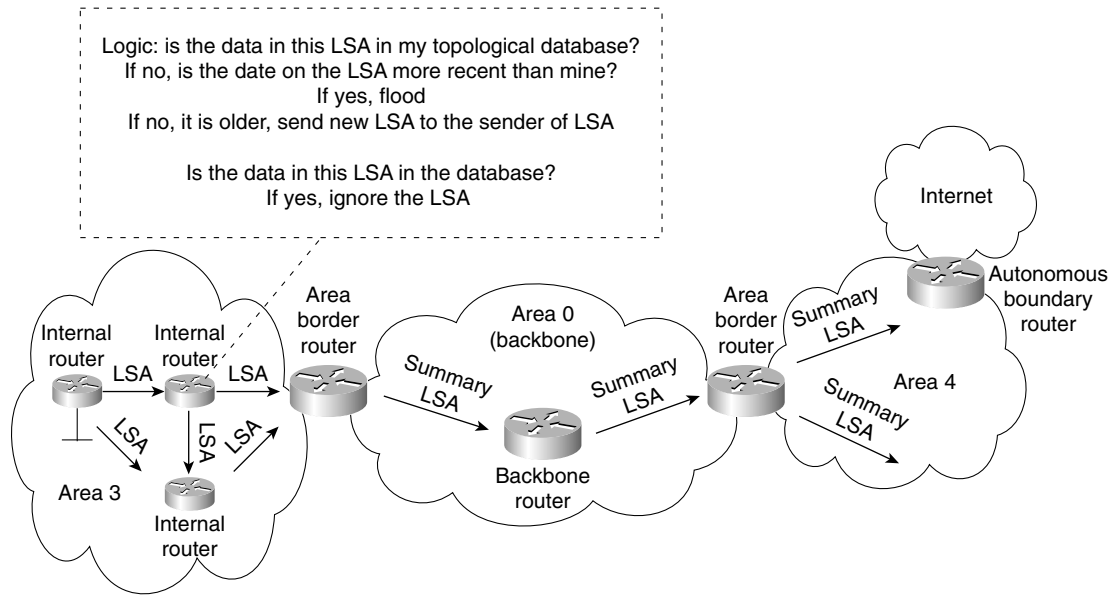 Logic: is the data in this LSA in my topological database?
If no, is the date on the LSA more recent than mine?
If yes, flood
If no, it is older, send new LSA to the sender of LSA
Is the data in this LSA in the database?
If yes, ignore the LSA
Internet
Autonomous
boundary
router
Area
border
router
Area 0
(backbone)
Area
border
router
Summary
LSA
Internal
router
Internal
router
LSA
LSA
Summary
LSA
Summary
LSA
Area 4
Summary
LSA
LSA
LSA
LSA
Area 3
Internal
router
Backbone
router